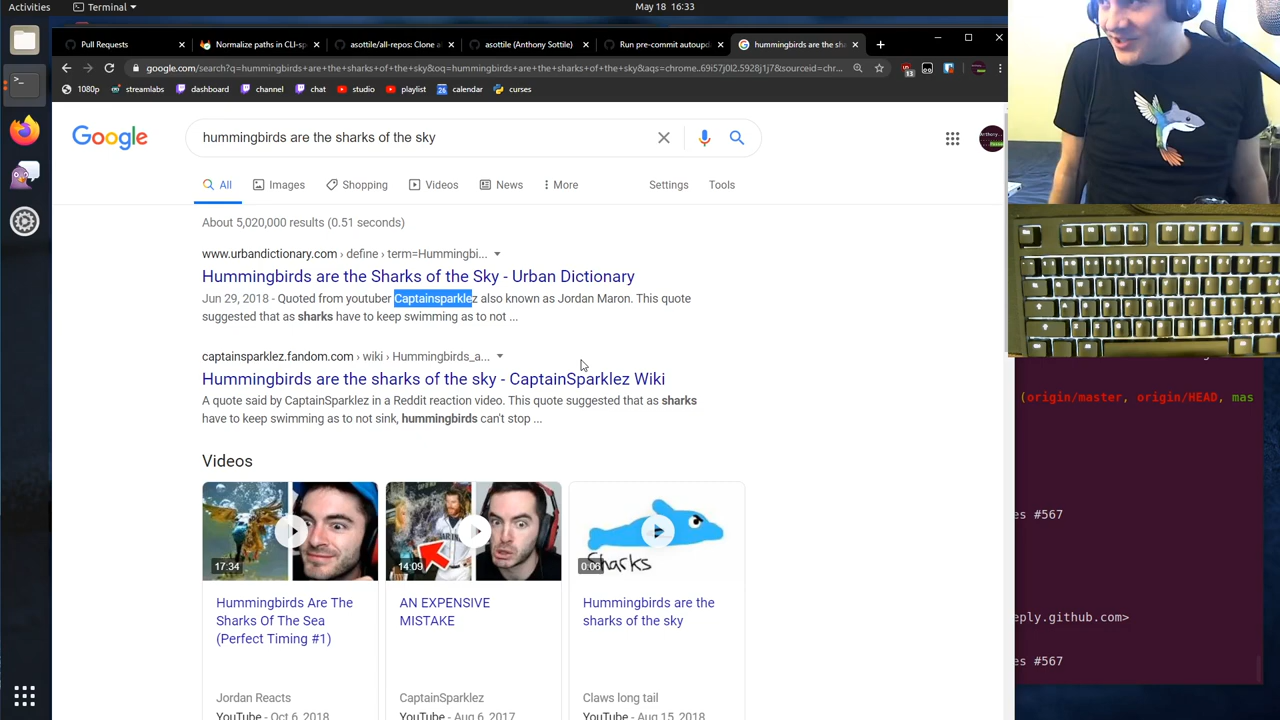 Activities
Terminal
May 18 16:33
Pull Requests
Normalize paths in CLI-sp
asottile/all-repos: Clone a
asottile (Anthony Sottile)
Run pre-commit autoupda
hummingbirds are the sha
google.com/search?q=hummingbirds+are+the+sharks+of+the+sky&oq=hummingbirds+are+the+sharks+of+the+sky&aqs=chrome..69i57j0l2.5928j1j7&sourceid=chr...
13
1080p
streamlabs
dashboard
channel
chat
studio
playlist
26
calendar
curses
Google
hummingbirds are the sharks of the sky
All
Images
Shopping
Videos
News
More
Settings
Tools
About 5,020,000 results (0.51 seconds)
www.urbandictionary.com › define › term=Hummingbi...
Hummingbirds are the Sharks of the Sky - Urban Dictionary
Jun 29, 2018 - Quoted from youtuber Captainsparklez also known as Jordan Maron. This quote
suggested that as sharks have to keep swimming as to not ...
captainsparklez.fandom.com › wiki › Hummingbirds_a...
Hummingbirds are the sharks of the sky - CaptainSparklez Wiki
A quote said by CaptainSparklez in a Reddit reaction video. This quote suggested that as sharks
have to keep swimming as to not sink, hummingbirds can't stop ...
Videos
17:34
14:09
Sharks
0:06
Hummingbirds Are The
Sharks Of The Sea
(Perfect Timing #1)
AN EXPENSIVE
MISTAKE
Hummingbirds are the
sharks of the sky
Jordan Reacts
YouTube - Oct 6, 2018
CaptainSparklez
YouTube - Aug 6, 2017
Claws long tail
YouTube - Aug 15, 2018
(origin/master, origin/HEAD, mas
es #567
eply.github.com>
es #567